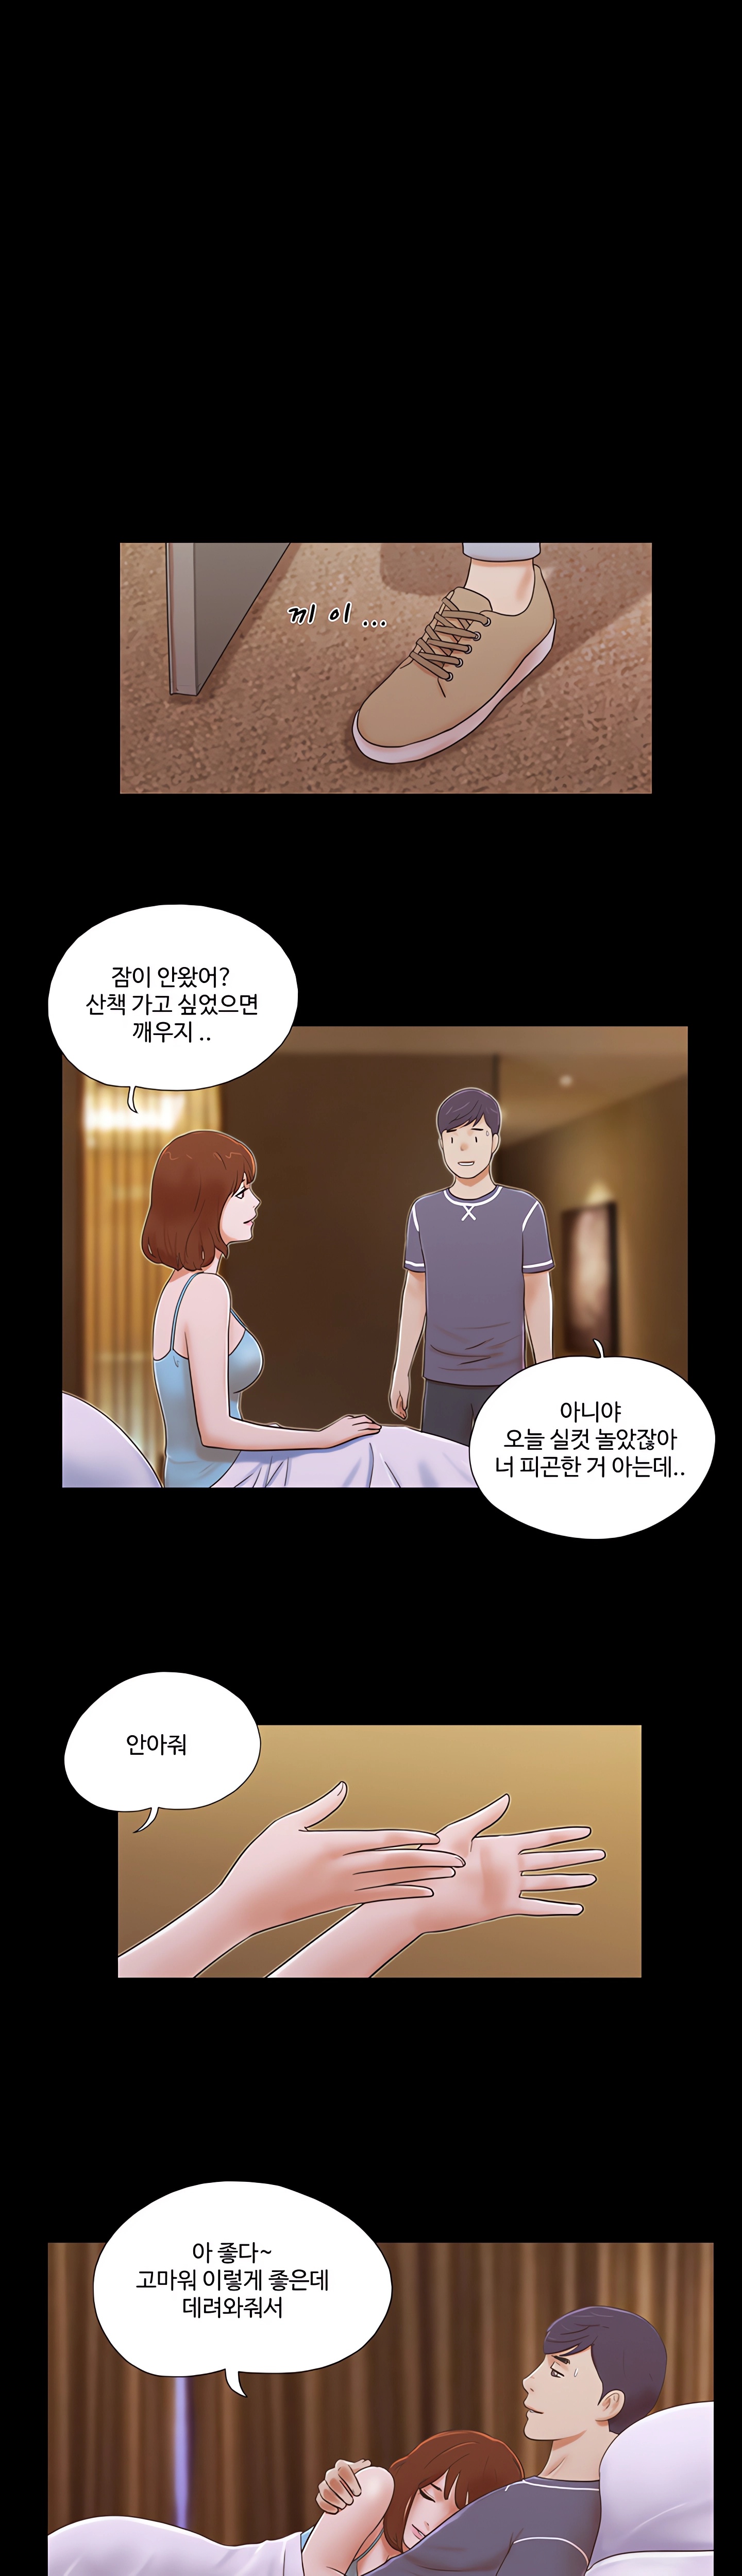 끼이...
잠이 안왔어?
산책 가고 싶었으면
깨우지 ..
아니야
오늘 실컷 놀았잖아
너 피곤한 거 아는데..
안아줘
아 좋다~
고마워 이렇게 좋은데
데려와줘서